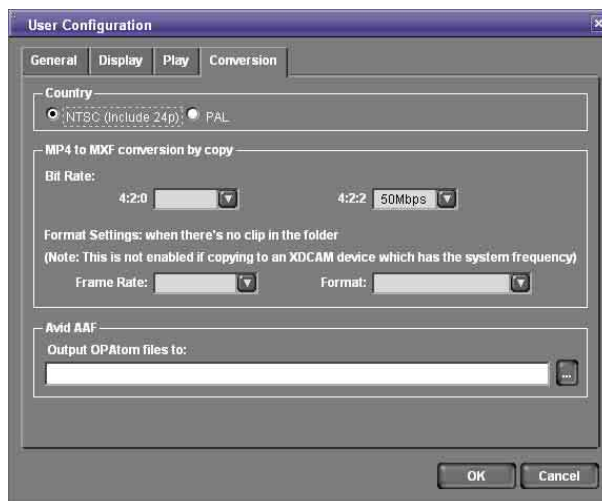 User Configuration
General Display Play Conversion
Country
NTSC (Include 24p) PAL
MP4 to MXF conversion by copy
Bit Rate:
4:2:0 4:2:2 50Mbps
Format Settings: when there's no clip in the folder
(Note: This is not enabled if copying to an XDCAM device which has the system frequency)
Frame Rate: Format:
Avid AAF
Output OPAtom files to:
...
OK Cancel